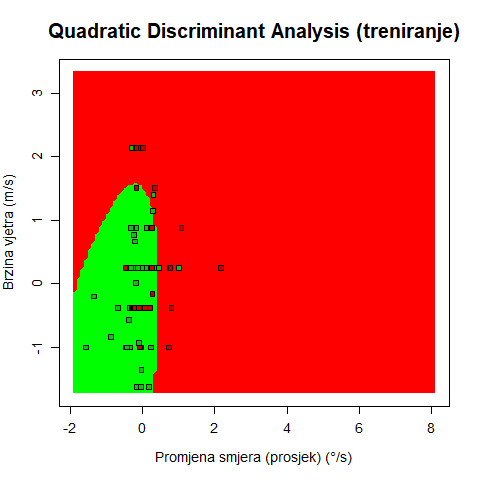 Quadratic Discriminant Analysis (treniranje)
3
2
1
0
-1
Brzina vjetra (m/s)
-2 0 2 4 6 8
Promjena smjera (prosjek) (°/s)